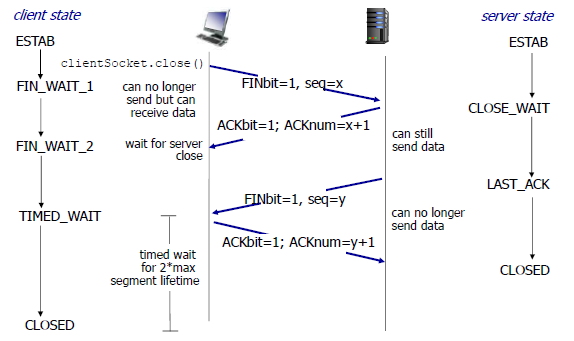 client state
server state
ESTAB
ESTAB
clientSocket.close()
FINbit=1, seq=x
FIN_WAIT_1
can no longer
send but can
receive data
CLOSE_WAIT
ACKbit=1; ACKnum=x+1
can still
send data
FIN_WAIT_2
wait for server
close
LAST_ACK
FINbit=1, seq=y
TIMED_WAIT
can no longer
send data
ACKbit=1; ACKnum=y+1
timed wait
for 2*max
segment lifetime
CLOSED
CLOSED